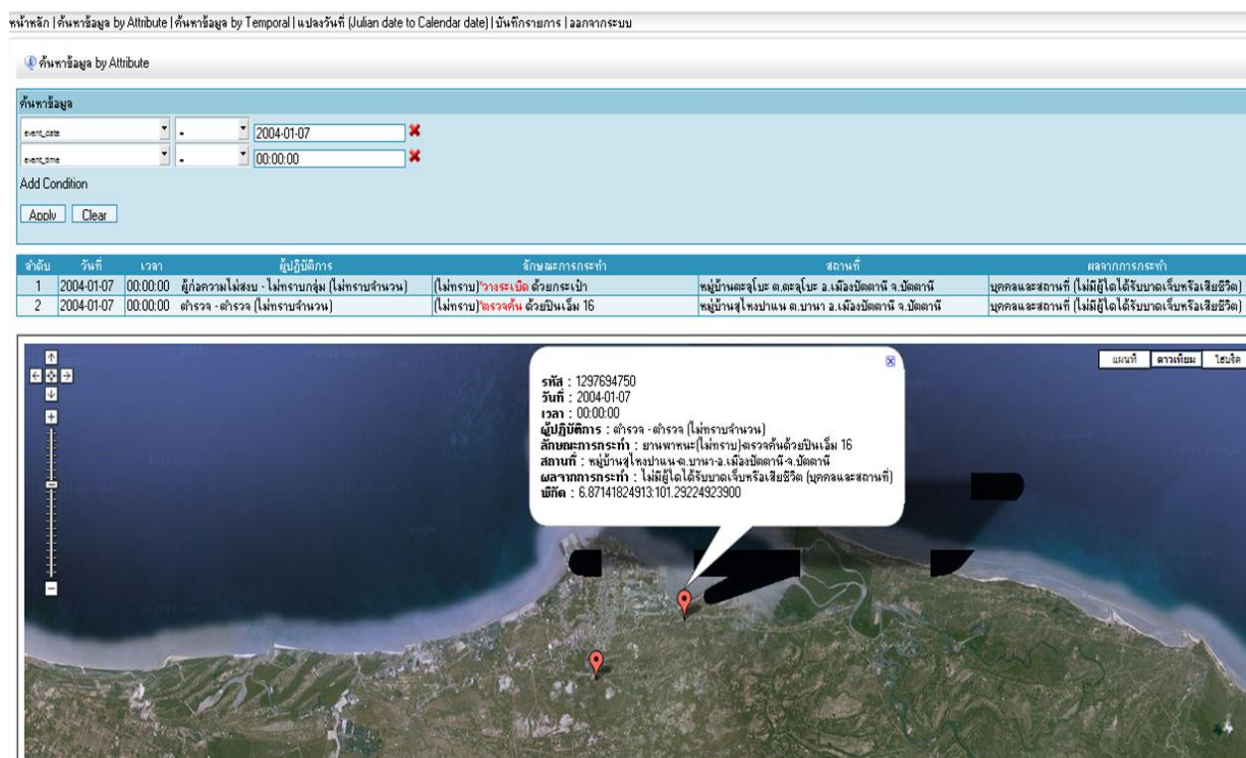 หน้าหลัก | ค้นหาข้อมูล by Attribute | ค้นหาข้อมูล by Temporal | แปลงวันที่ (Julian date to Calendar date) | บันทึกรายการ | ออกจากระบบ
ค้นหาข้อมูล by Attribute
ค้นหาข้อมูล
event_date 2004-01-07
event_time 00:00:00
Add Condition
Apply Clear
ลำดับ วันที่ เวลา ผู้ปฏิบัติการ ลักษณะการกระทำ สถานที่ ผลจากการกระทำ
1 2004-01-07 00:00:00 ผู้ก่อความไม่สงบ - ไม่ทราบกลุ่ม (ไม่ทราบจำนวน) (ไม่ทราบ)"วางระเบิด ด้วยกระเป๋า หมู่บ้านตะลุโบะ ต.ตะลุโบะ อ.เมืองปัตตานี จ.ปัตตานี บุคคลและสถานที่ (ไม่มีผู้ใดได้รับบาดเจ็บหรือเสียชีวิต)
2 2004-01-07 00:00:00 ตำรวจ - ตำรวจ (ไม่ทราบจำนวน) (ไม่ทราบ)"ตรวจค้น ด้วยปืนเอ็ม 16 หมู่บ้านสุไหงปาแน ต.บานา อ.เมืองปัตตานี จ.ปัตตานี บุคคลและสถานที่ (ไม่มีผู้ใดได้รับบาดเจ็บหรือเสียชีวิต)
แผนที่ ดาวเทียม ไฮบริด
รหัส : 1297694750
วันที่ : 2004-01-07
เวลา : 00:00:00
ผู้ปฏิบัติการ : ตำรวจ - ตำรวจ (ไม่ทราบจำนวน)
ลักษณะการกระทำ : ยานพาหนะ(ไม่ทราบ)-ตรวจค้นด้วยปืนเอ็ม 16
สถานที่ : หมู่บ้านสุไหงปาแน-ต.บานา-อ.เมืองปัตตานี-จ.ปัตตานี
ผลจากการกระทำ : ไม่มีผู้ใดได้รับบาดเจ็บหรือเสียชีวิต (บุคคลและสถานที่)
พิกัด : 6.87141824913:101.29224923900